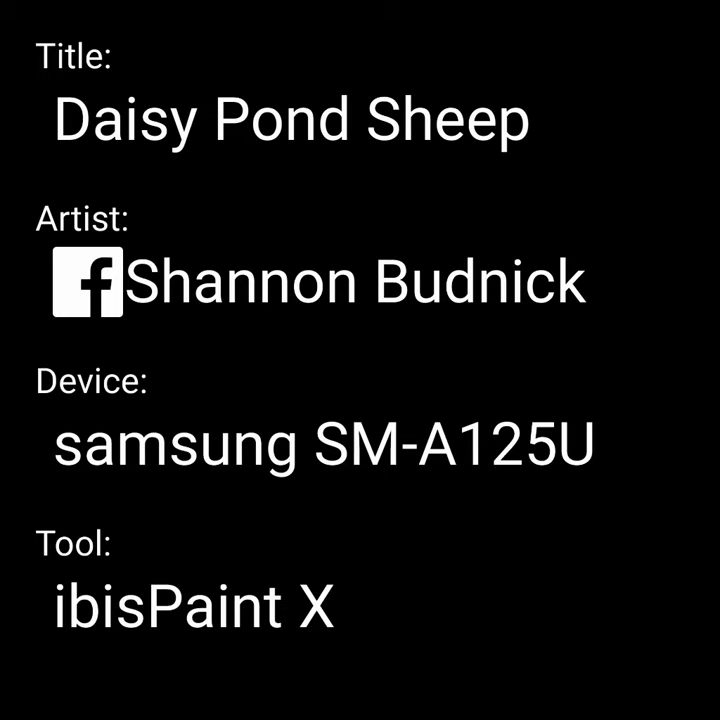 Title:
Daisy Pond Sheep
Artist:
Shannon Budnick
Device:
samsung SM-A125U
Tool:
ibisPaint X